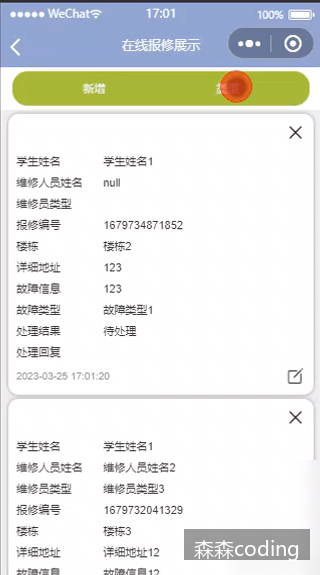 WeChat 17:01 100%
在线报修展示
新增
学生姓名 学生姓名1
维修人员姓名 null
维修员类型
报修编号 1679734871852
楼栋 楼栋2
详细地址 123
故障信息 123
故障类型 故障类型1
处理结果 待处理
处理回复
2023-03-25 17:01:20
学生姓名 学生姓名1
维修人员姓名 维修人员姓名2
维修员类型 维修员类型3
报修编号 1679732041329
楼栋 楼栋3
详细地址 详细地址12
故障信息 故障信息12
森森coding